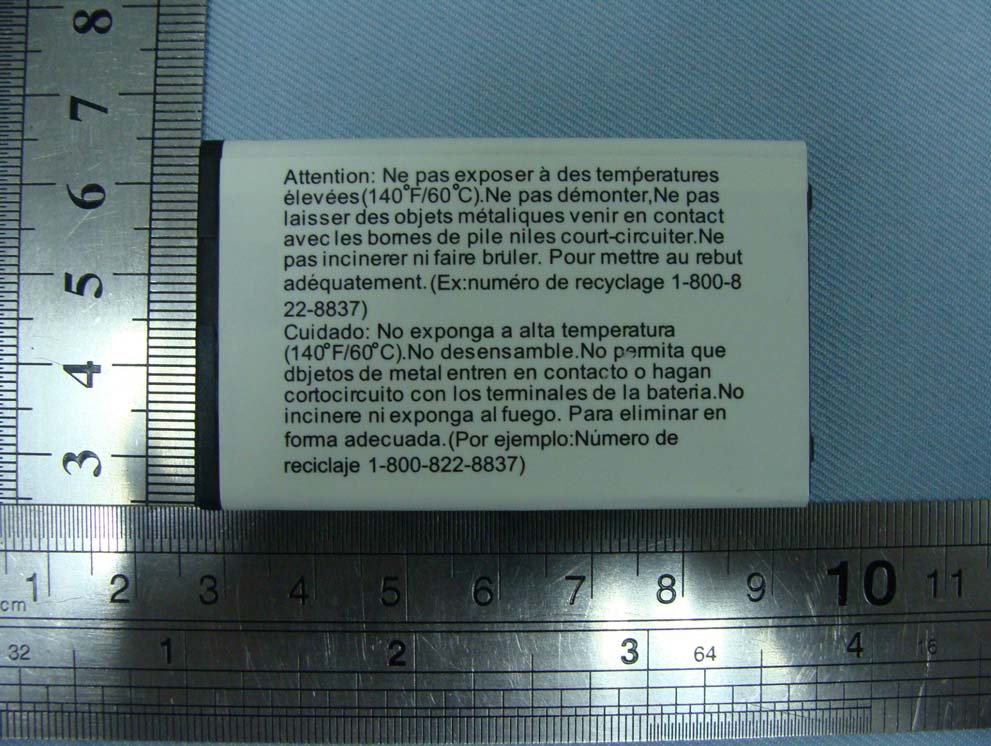 8
7
6
5
4
3
Attention: Ne pas exposer à des températures
élevées(140°F/60°C).Ne pas démonter,Ne pas
laisser des objets métaliques venir en contact
avec les bornes de pile niles court-circuiter.Ne
pas incinerer ni faire brüler. Pour mettre au rebut
adéquatement.(Ex:numéro de recyclage 1-800-8
22-8837)
Cuidado: No exponga a alta temperatura
(140°F/60°C).No desensamble.No permita que
dbjetos de metal entren en contacto o hagan
cortocircuito con los terminales de la bateria.No
incinere ni exponga al fuego. Para eliminar en
forma adecuada.(Por ejemplo:Número de
reciclaje 1-800-822-8837)
1 2 3 4 5 6 7 8 9 10 11
cm
32 1 2 3 64 4 16